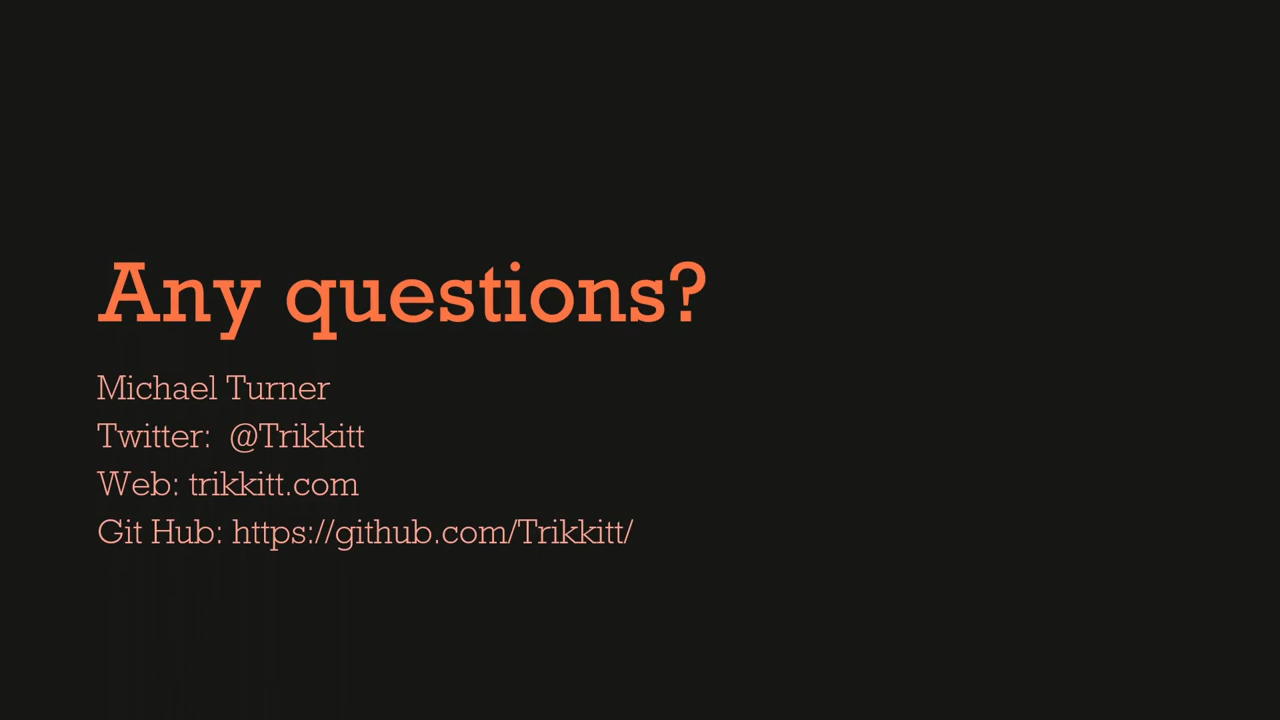 Any questions?
Michael Turner
Twitter:  @Trikkitt
Web: trikkitt.com
Git Hub: https://github.com/Trikkitt/